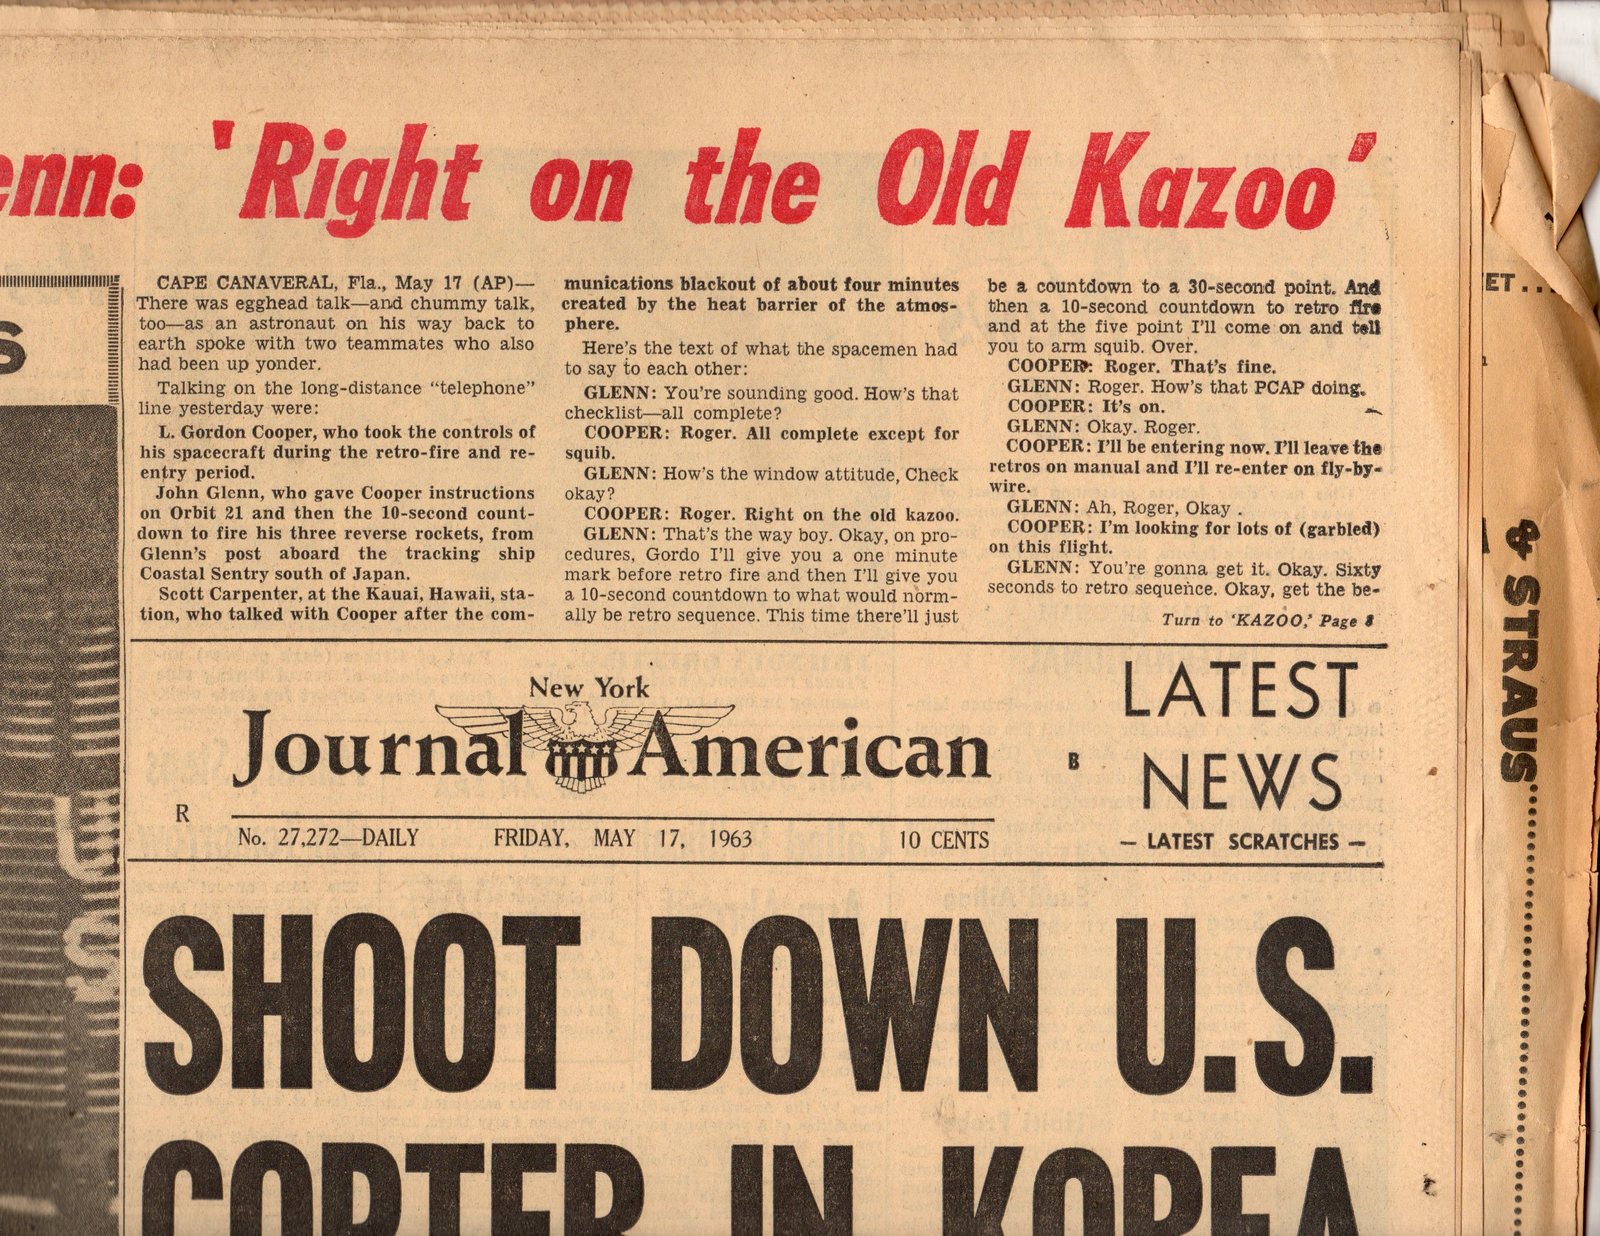 enn: 'Right on the Old Kazoo'
S
CAPE CANAVERAL, Fla., May 17 (AP)—
There was egghead talk—and chummy talk,
too—as an astronaut on his way back to
earth spoke with two teammates who also
had been up yonder.
Talking on the long-distance "telephone"
line yesterday were:
L. Gordon Cooper, who took the controls of
his spacecraft during the retro-fire and re-
entry period.
John Glenn, who gave Cooper instructions
on Orbit 21 and then the 10-second count-
down to fire his three reverse rockets, from
Glenn's post aboard the tracking ship
Coastal Sentry south of Japan.
Scott Carpenter, at the Kauai, Hawaii, sta-
tion, who talked with Cooper after the com-
munications blackout of about four minutes
created by the heat barrier of the atmos-
phere.
Here's the text of what the spacemen had
to say to each other:
GLENN: You're sounding good. How's that
checklist—all complete?
COOPER: Roger. All complete except for
squib.
GLENN: How's the window attitude, Check
okay?
COOPER: Roger. Right on the old kazoo.
GLENN: That's the way boy. Okay, on pro-
cedures, Gordo I'll give you a one minute
mark before retro fire and then I'll give you
a 10-second countdown to what would norm-
ally be retro sequence. This time there'll just
be a countdown to a 30-second point. And
then a 10-second countdown to retro fire
and at the five point I'll come on and tell
you to arm squib. Over.
COOPER: Roger. That's fine.
GLENN: Roger. How's that PCAP doing.
COOPER: It's on.
GLENN: Okay. Roger.
COOPER: I'll be entering now. I'll leave the
retros on manual and I'll re-enter on fly-by-
wire.
GLENN: Ah, Roger, Okay .
COOPER: I'm looking for lots of (garbled)
on this flight.
GLENN: You're gonna get it. Okay. Sixty
seconds to retro sequence. Okay, get the be-
Turn to 'KAZOO,' Page 8
New York
Journal American
B
LATEST
NEWS
— LATEST SCRATCHES —
R
No. 27,272—DAILY FRIDAY, MAY 17, 1963 10 CENTS
SHOOT DOWN U.S.
COPTER IN KOREA
U
S
ET...
& STRAUS